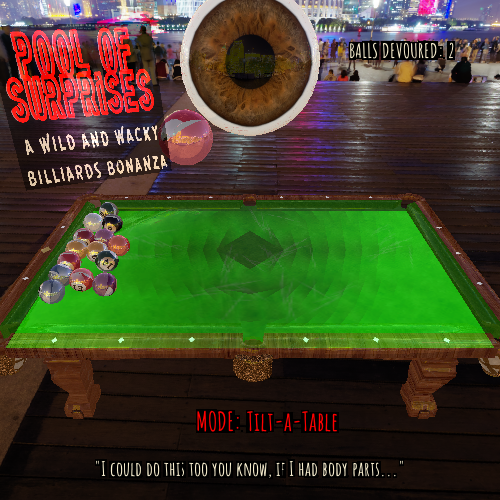 POOL OF
SURPRISES
A WILD AND WACKY
BILLIARDS BONANZA
BALLS DEVOURED: 2
MODE: TILT-A-TABLE
"I COULD DO THIS TOO YOU KNOW, IF I HAD BODY PARTS..."